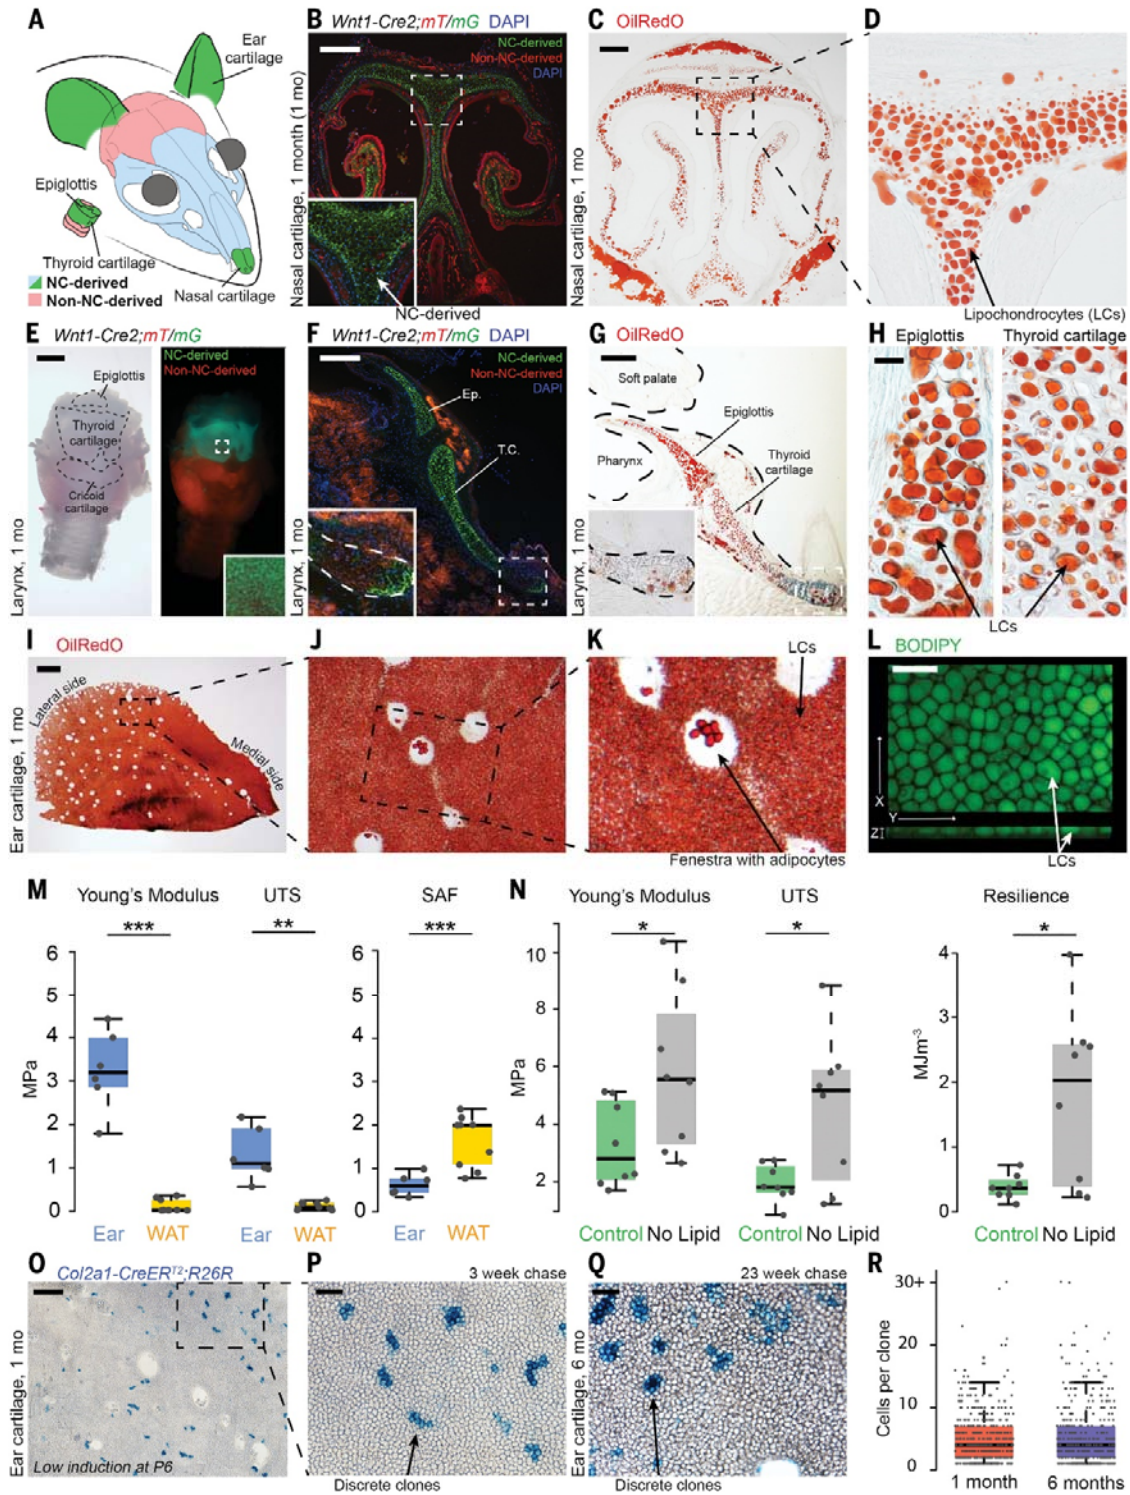 A
Ear
cartilage
Epiglottis
Thyroid cartilage
Nasal cartilage
NC-derived
Non-NC-derived
B Wnt1-Cre2;mT/mG DAPI
Nasal cartilage, 1 month (1 mo)
NC-derived
Non-NC-derived
DAPI
NC-derived
C OilRedO
Nasal cartilage, 1 mo
D
Lipochondrocytes (LCs)
E Wnt1-Cre2;mT/mG
Larynx, 1 mo
NC-derived
Non-NC-derived
Epiglottis
Thyroid
cartilage
Cricoid
cartilage
F Wnt1-Cre2;mT/mG DAPI
Larynx, 1 mo
NC-derived
Non-NC-derived
DAPI
Ep.
T.C.
G OilRedO
Larynx, 1 mo
Soft palate
Epiglottis
Pharynx
Thyroid
cartilage
H Epiglottis Thyroid cartilage
LCs
I OilRedO
Ear cartilage, 1 mo
Lateral side
Medial side
J
K LCs
Fenestra with adipocytes
L BODIPY
X
Y
Z
LCs
M Young's Modulus UTS SAF
*** ** ***
MPa
6
5
4
3
2
1
0
6
5
4
3
2
1
0
Ear WAT Ear WAT Ear WAT
N Young's Modulus UTS Resilience
* * *
MPa
10
8
6
4
2
MJm-3
4
3
2
1
0
Control No Lipid Control No Lipid Control No Lipid
O Col2a1-CreERT2;R26R
Ear cartilage, 1 mo
Low induction at P6
P 3 week chase
Discrete clones
Q 23 week chase
Ear cartilage, 6 mo
Discrete clones
R
Cells per clone
30+
20
10
0
1 month 6 months